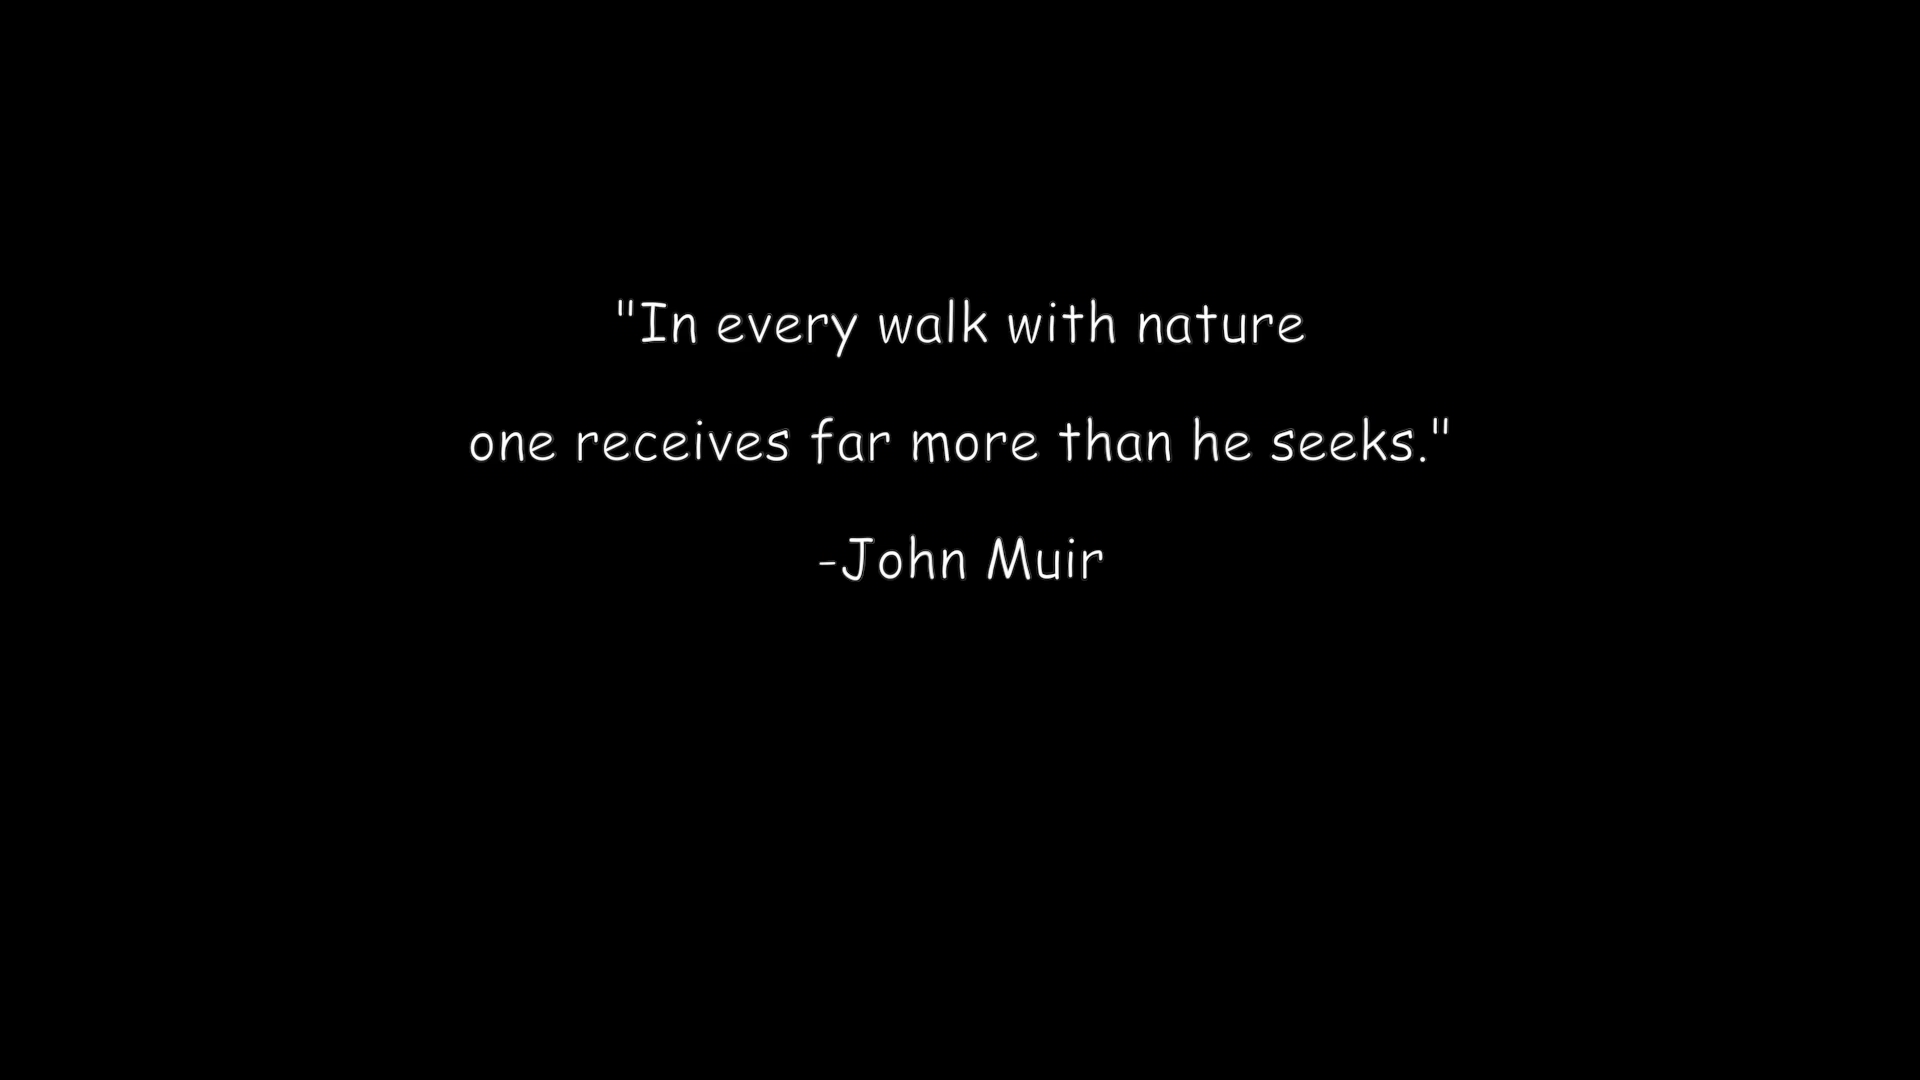 "In every walk with nature
one receives far more than he seeks."
-John Muir